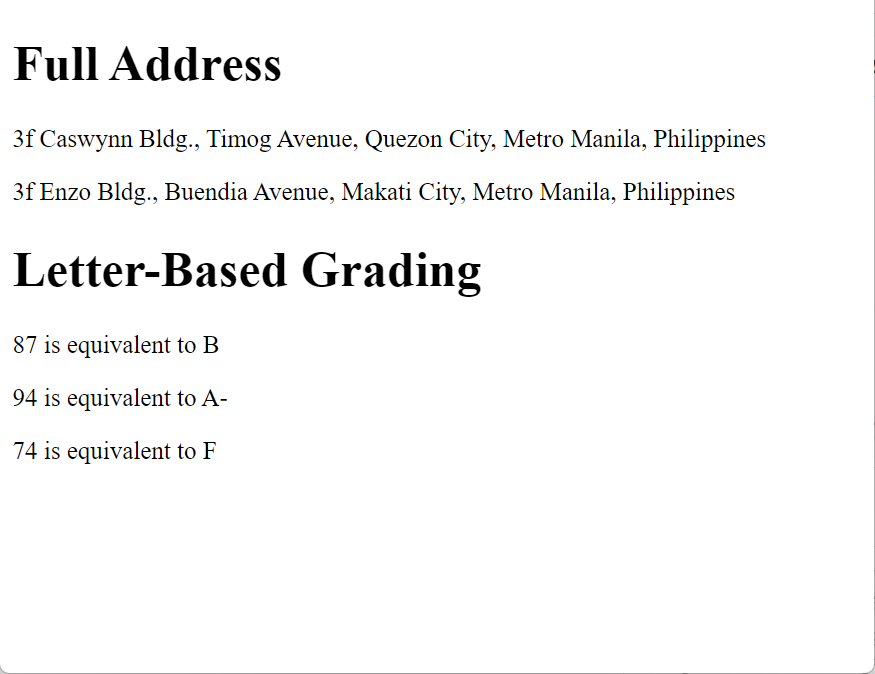 Full Address
3f Caswynn Bldg., Timog Avenue, Quezon City, Metro Manila, Philippines
3f Enzo Bldg., Buendia Avenue, Makati City, Metro Manila, Philippines
Letter-Based Grading
87 is equivalent to B
94 is equivalent to A-
74 is equivalent to F